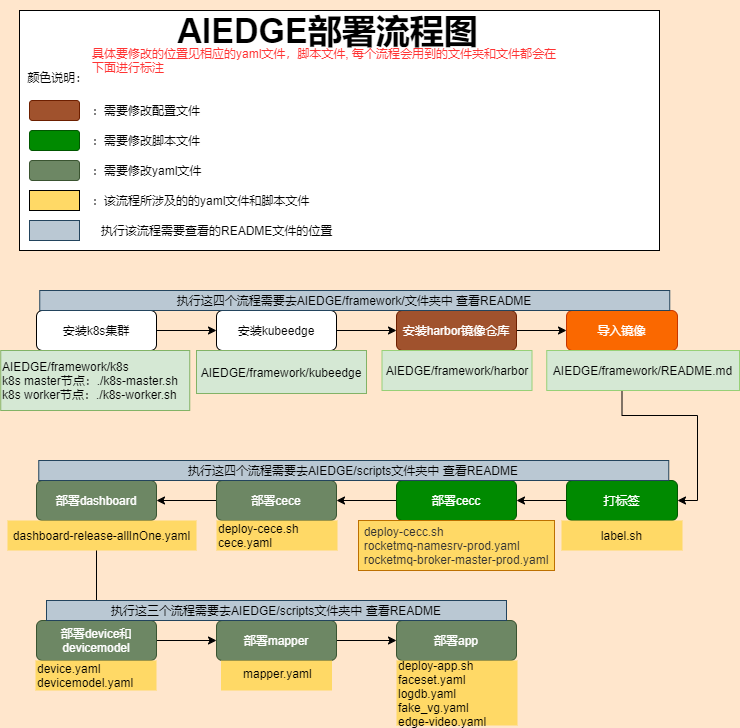 AIEDGE部署流程图
具体要修改的位置见相应的yaml文件，脚本文件, 每个流程会用到的文件夹和文件都会在
下面进行标注
颜色说明：
：需要修改配置文件
：需要修改脚本文件
：需要修改yaml文件
：该流程所涉及的的yaml文件和脚本文件
执行该流程需要查看的README文件的位置
执行这四个流程需要去AIEDGE/framework/文件夹中 查看README
安装k8s集群
安装kubeedge
安装harbor镜像仓库
导入镜像
AIEDGE/framework/k8s
k8s master节点：./k8s-master.sh
k8s worker节点：./k8s-worker.sh
AIEDGE/framework/kubeedge
AIEDGE/framework/harbor
AIEDGE/framework/README.md
执行这四个流程需要去AIEDGE/scripts文件夹中 查看README
部署dashboard
部署cece
部署cecc
打标签
dashboard-release-allInOne.yaml
deploy-cece.sh
cece.yaml
deploy-cecc.sh
rocketmq-namesrv-prod.yaml
rocketmq-broker-master-prod.yaml
label.sh
执行这三个流程需要去AIEDGE/scripts文件夹中 查看README
部署device和
devicemodel
部署mapper
部署app
device.yaml
devicemodel.yaml
mapper.yaml
deploy-app.sh
faceset.yaml
logdb.yaml
fake_vg.yaml
edge-video.yaml